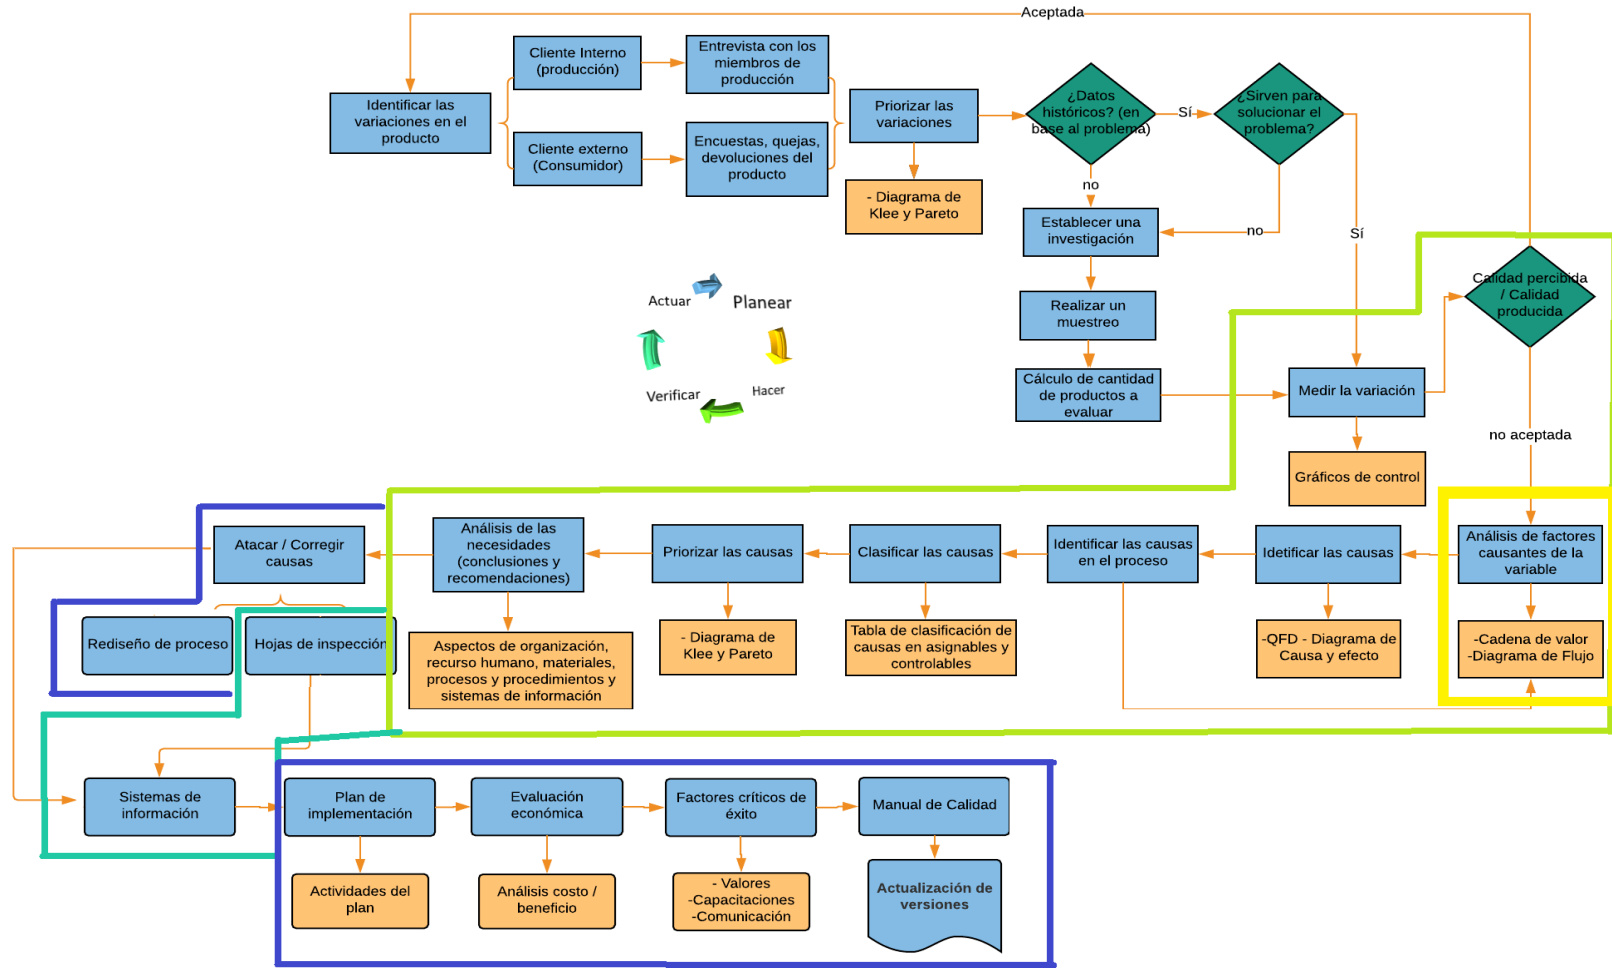 Aceptada
Identificar las
variaciones en el
producto
Cliente Interno
(producción)
Cliente externo
(Consumidor)
Entrevista con los
miembros de
producción
Encuestas, quejas,
devoluciones del
producto
Priorizar las
variaciones
- Diagrama de
Klee y Pareto
¿Datos
históricos? (en
base al problema)
Sí
¿Sirven para
solucionar el
problema?
no
no
Sí
Establecer una
investigación
Realizar un
muestreo
Cálculo de cantidad
de productos a
evaluar
Actuar
Planear
Verificar
Hacer
Medir la variación
Gráficos de control
Calidad percibida
/ Calidad
producida
no aceptada
Análisis de factores
causantes de la
variable
-Cadena de valor
-Diagrama de Flujo
Idetificar las causas
-QFD - Diagrama de
Causa y efecto
Identificar las causas
en el proceso
Clasificar las causas
Tabla de clasificación de
causas en asignables y
controlables
Priorizar las causas
- Diagrama de
Klee y Pareto
Análisis de las
necesidades
(conclusiones y
recomendaciones)
Aspectos de organización,
recurso humano, materiales,
procesos y procedimientos y
sistemas de información
Atacar / Corregir
causas
Rediseño de proceso
Hojas de inspección
Sistemas de
información
Plan de
implementación
Actividades del
plan
Evaluación
económica
Análisis costo /
beneficio
Factores críticos de
éxito
- Valores
-Capacitaciones
-Comunicación
Manual de Calidad
Actualización de
versiones